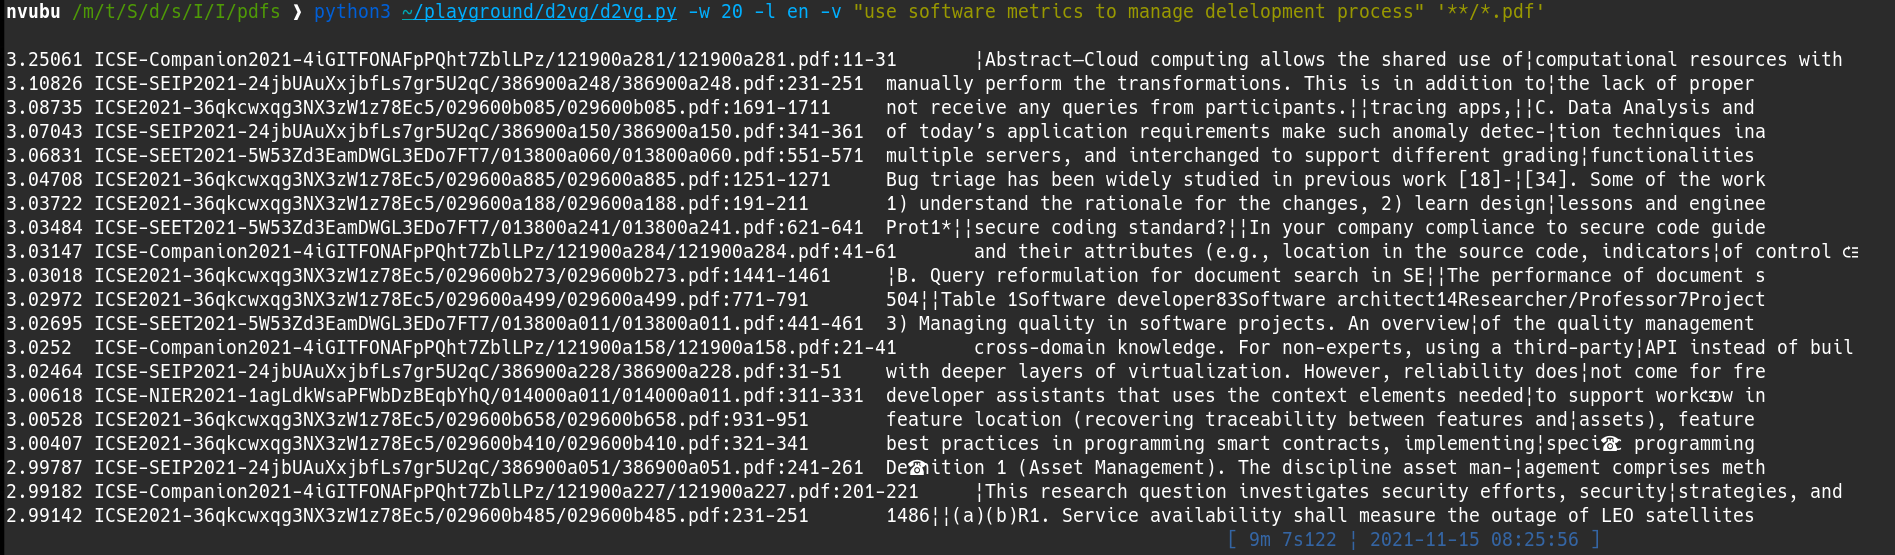 nvubu /m/t/S/d/s/I/I/pdfs ❯ python3 ~/playground/d2vg/d2vg.py -w 20 -l en -v "use software metrics to manage delelopment process" '**/*.pdf'
3.25061 ICSE-Companion2021-4iGITFONAFpPQht7ZblLPz/121900a281/121900a281.pdf:11-31 ¦Abstract—Cloud computing allows the shared use of¦computational resources with
3.10826 ICSE-SEIP2021-24jbUAuXxjbfLs7gr5U2qC/386900a248/386900a248.pdf:231-251 manually perform the transformations. This is in addition to¦the lack of proper
3.08735 ICSE2021-36qkcwxqg3NX3zW1z78Ec5/029600b085/029600b085.pdf:1691-1711 not receive any queries from participants.¦¦tracing apps,¦¦C. Data Analysis and
3.07043 ICSE-SEIP2021-24jbUAuXxjbfLs7gr5U2qC/386900a150/386900a150.pdf:341-361 of today’s application requirements make such anomaly detec-¦tion techniques ina
3.06831 ICSE-SEET2021-5W53Zd3EamDWGL3EDo7FT7/013800a060/013800a060.pdf:551-571 multiple servers, and interchanged to support different grading¦functionalities
3.04708 ICSE2021-36qkcwxqg3NX3zW1z78Ec5/029600a885/029600a885.pdf:1251-1271 Bug triage has been widely studied in previous work [18]-¦[34]. Some of the work
3.03722 ICSE2021-36qkcwxqg3NX3zW1z78Ec5/029600a188/029600a188.pdf:191-211 1) understand the rationale for the changes, 2) learn design¦lessons and enginee
3.03484 ICSE-SEET2021-5W53Zd3EamDWGL3EDo7FT7/013800a241/013800a241.pdf:621-641 Prot1*¦¦secure coding standard?¦¦In your company compliance to secure code guide
3.03147 ICSE-Companion2021-4iGITFONAFpPQht7ZblLPz/121900a284/121900a284.pdf:41-61 and their attributes (e.g., location in the source code, indicators¦of control
3.03018 ICSE2021-36qkcwxqg3NX3zW1z78Ec5/029600b273/029600b273.pdf:1441-1461 ¦B. Query reformulation for document search in SE¦¦The performance of document s
3.02972 ICSE2021-36qkcwxqg3NX3zW1z78Ec5/029600a499/029600a499.pdf:771-791 504¦¦Table 1Software developer83Software architect14Researcher/Professor7Project
3.02695 ICSE-SEET2021-5W53Zd3EamDWGL3EDo7FT7/013800a011/013800a011.pdf:441-461 3) Managing quality in software projects. An overview¦of the quality management
3.0252 ICSE-Companion2021-4iGITFONAFpPQht7ZblLPz/121900a158/121900a158.pdf:21-41 cross-domain knowledge. For non-experts, using a third-party¦API instead of buil
3.02464 ICSE-SEIP2021-24jbUAuXxjbfLs7gr5U2qC/386900a228/386900a228.pdf:31-51 with deeper layers of virtualization. However, reliability does¦not come for fre
3.00618 ICSE-NIER2021-1agLdkWsaPFWbDzBEqbYhQ/014000a011/014000a011.pdf:311-331 developer assistants that uses the context elements needed¦to support in
3.00528 ICSE2021-36qkcwxqg3NX3zW1z78Ec5/029600b658/029600b658.pdf:931-951 feature location (recovering traceability between features and¦assets), feature
3.00407 ICSE2021-36qkcwxqg3NX3zW1z78Ec5/029600b410/029600b410.pdf:321-341 best practices in programming smart contracts, implementing¦speci☎ programming
2.99787 ICSE-SEIP2021-24jbUAuXxjbfLs7gr5U2qC/386900a051/386900a051.pdf:241-261 De☎nition 1 (Asset Management). The discipline asset man-¦agement comprises meth
2.99182 ICSE-Companion2021-4iGITFONAFpPQht7ZblLPz/121900a227/121900a227.pdf:201-221 ¦This research question investigates security efforts, security¦strategies, and
2.99142 ICSE2021-36qkcwxqg3NX3zW1z78Ec5/029600b485/029600b485.pdf:231-251 1486¦¦(a)(b)R1. Service availability shall measure the outage of LEO satellites
[ 9m 7s122 ¦ 2021-11-15 08:25:56 ]